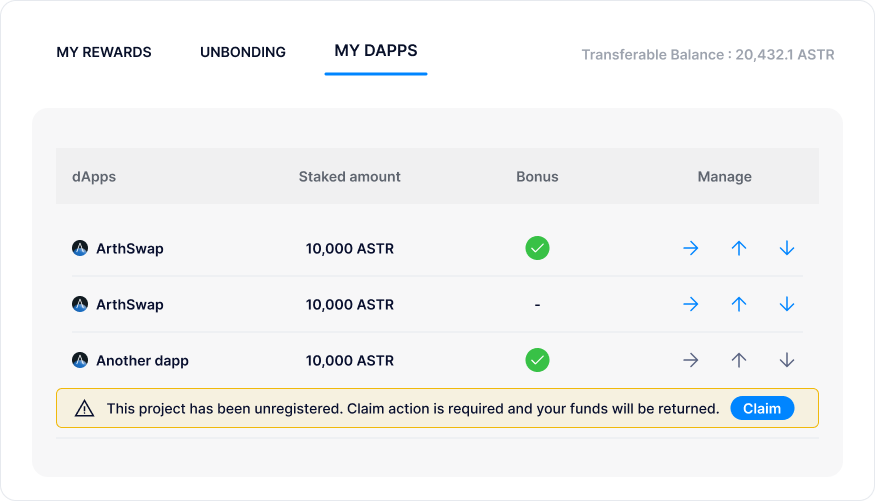 MY REWARDS UNBONDING MY DAPPS Transferable Balance : 20,432.1 ASTR
dApps Staked amount Bonus Manage
ArthSwap 10,000 ASTR
ArthSwap 10,000 ASTR -
Another dapp 10,000 ASTR
This project has been unregistered. Claim action is required and your funds will be returned. Claim